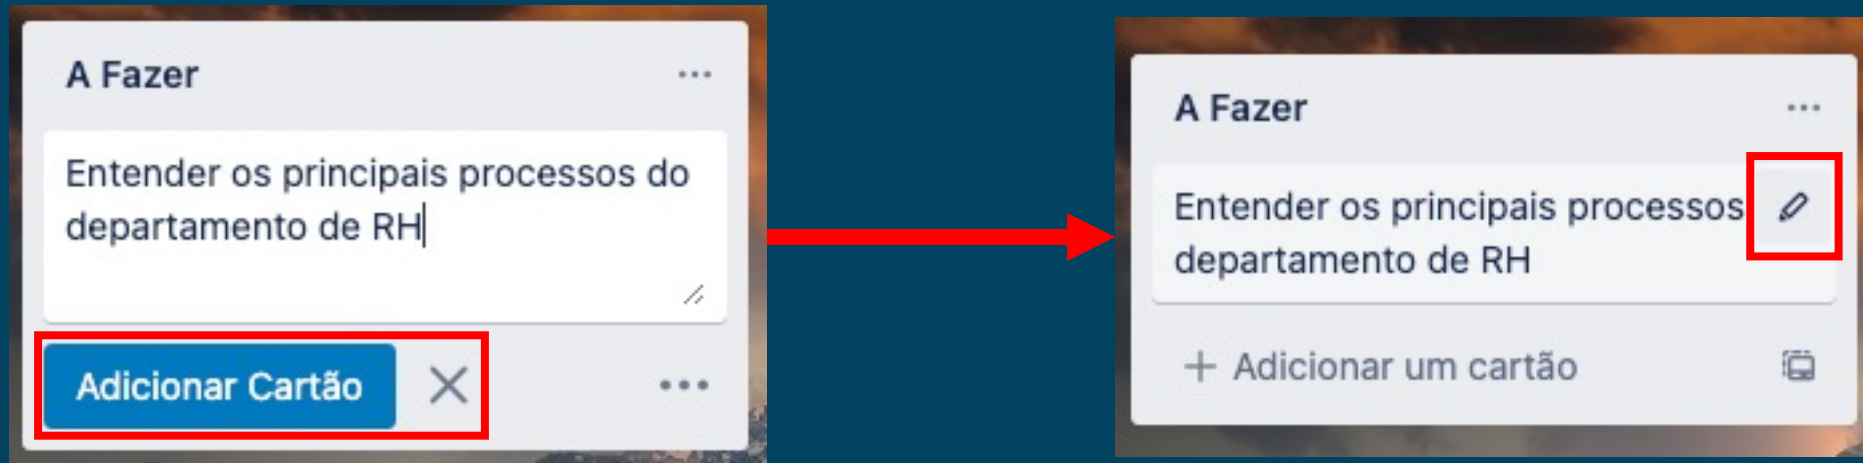 A Fazer
Entender os principais processos do
departamento de RH
Adicionar Cartão
A Fazer
Entender os principais processos
departamento de RH
Adicionar um cartão